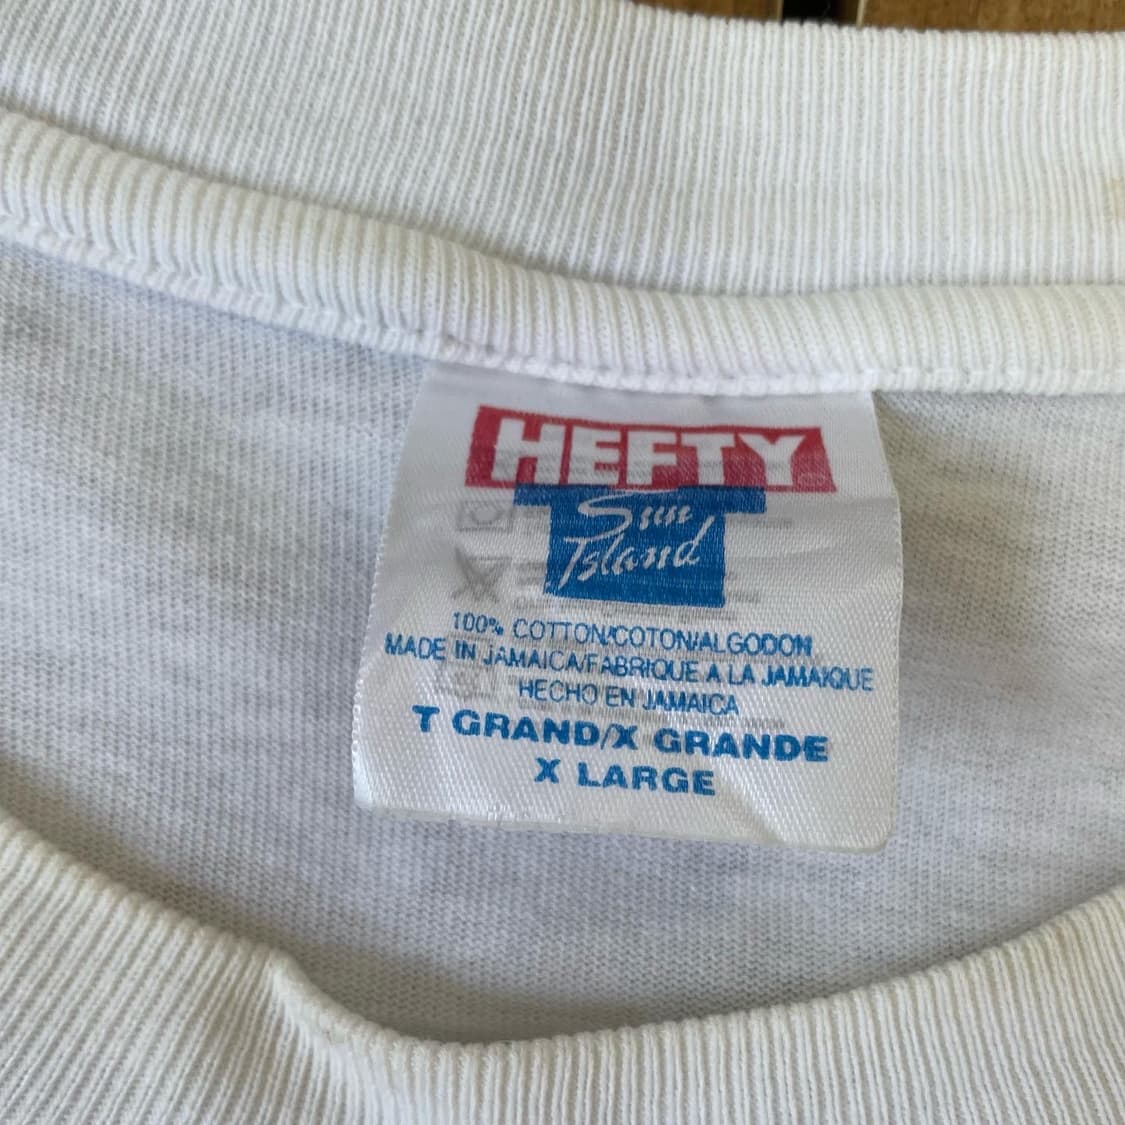 HEFTY
Sun
Island
100% COTTON/COTON/ALGODON
MADE IN JAMAICA/FABRIQUE A LA JAMAIQUE
HECHO EN JAMAICA
T GRAND/X GRANDE
X LARGE